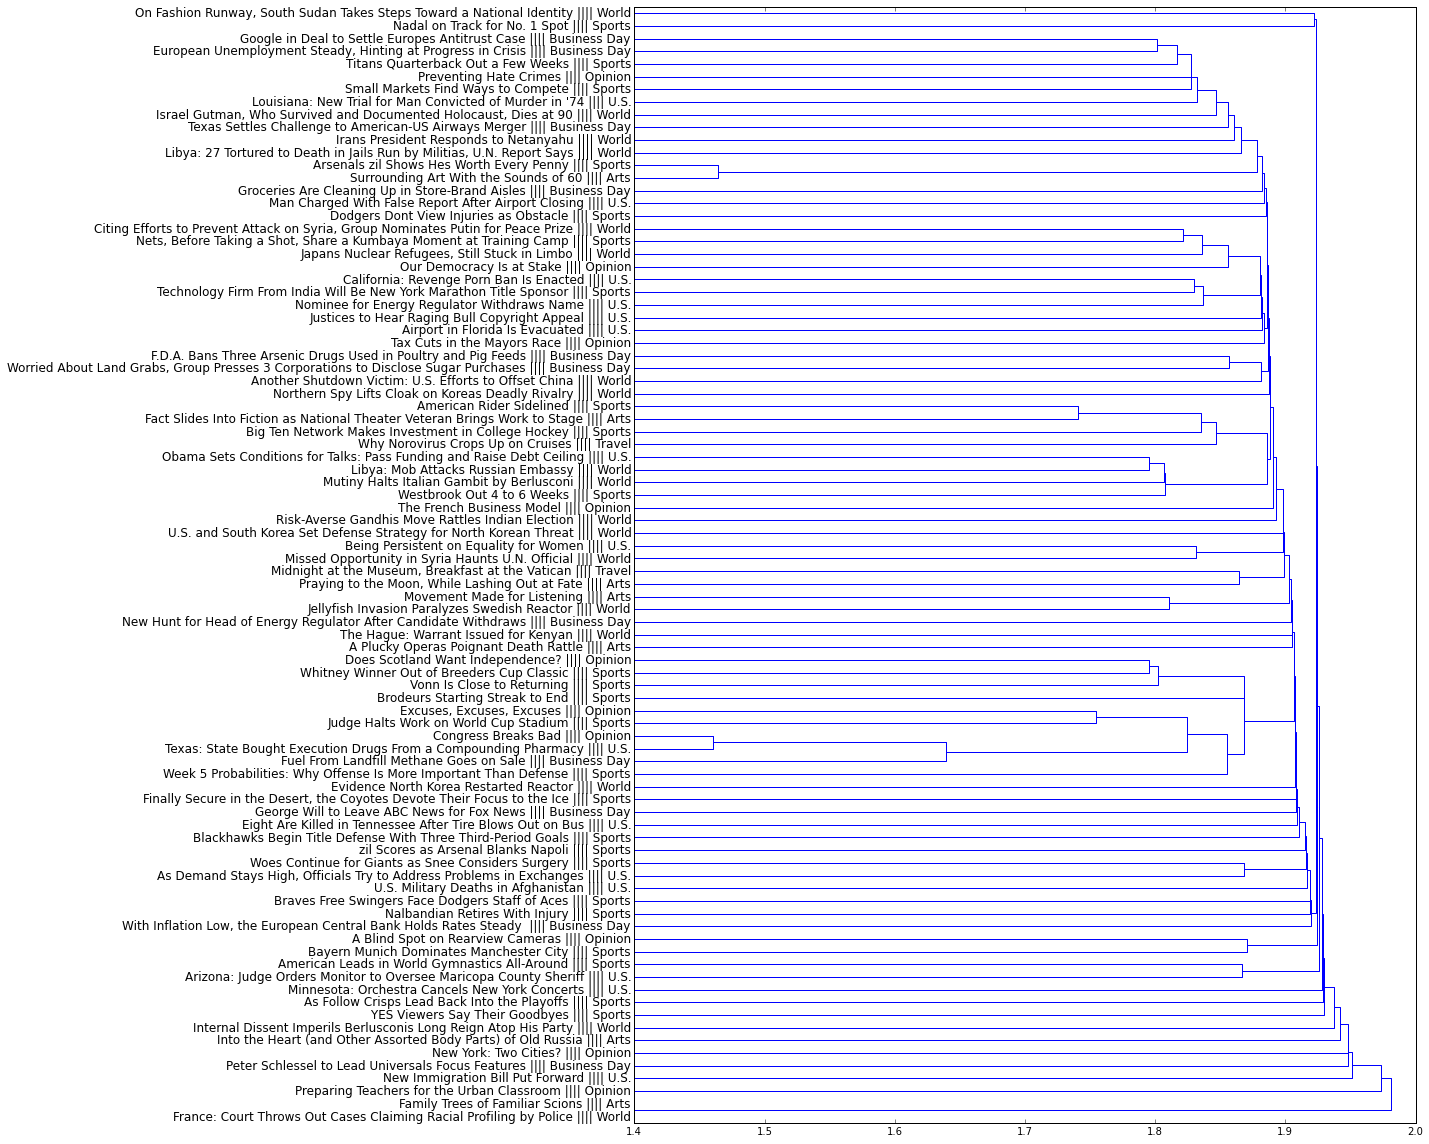 On Fashion Runway, South Sudan Takes Steps Toward a National Identity |||| World
Nadal on Track for No. 1 Spot |||| Sports
Google in Deal to Settle Europes Antitrust Case |||| Business Day
European Unemployment Steady, Hinting at Progress in Crisis |||| Business Day
Titans Quarterback Out a Few Weeks |||| Sports
Preventing Hate Crimes |||| Opinion
Small Markets Find Ways to Compete |||| Sports
Louisiana: New Trial for Man Convicted of Murder in '74 |||| U.S.
Israel Gutman, Who Survived and Documented Holocaust, Dies at 90 |||| World
Texas Settles Challenge to American-US Airways Merger |||| Business Day
Irans President Responds to Netanyahu |||| World
Libya: 27 Tortured to Death in Jails Run by Militias, U.N. Report Says |||| World
Arsenals zil Shows Hes Worth Every Penny |||| Sports
Surrounding Art With the Sounds of 60 |||| Arts
Groceries Are Cleaning Up in Store-Brand Aisles |||| Business Day
Man Charged With False Report After Airport Closing |||| U.S.
Dodgers Dont View Injuries as Obstacle |||| Sports
Citing Efforts to Prevent Attack on Syria, Group Nominates Putin for Peace Prize |||| World
Nets, Before Taking a Shot, Share a Kumbaya Moment at Training Camp |||| Sports
Japans Nuclear Refugees, Still Stuck in Limbo |||| World
Our Democracy Is at Stake |||| Opinion
California: Revenge Porn Ban Is Enacted |||| U.S.
Technology Firm From India Will Be New York Marathon Title Sponsor |||| Sports
Nominee for Energy Regulator Withdraws Name |||| U.S.
Justices to Hear Raging Bull Copyright Appeal |||| U.S.
Airport in Florida Is Evacuated |||| U.S.
Tax Cuts in the Mayors Race |||| Opinion
F.D.A. Bans Three Arsenic Drugs Used in Poultry and Pig Feeds |||| Business Day
Worried About Land Grabs, Group Presses 3 Corporations to Disclose Sugar Purchases |||| Business Day
Another Shutdown Victim: U.S. Efforts to Offset China |||| World
Northern Spy Lifts Cloak on Koreas Deadly Rivalry |||| World
American Rider Sidelined |||| Sports
Fact Slides Into Fiction as National Theater Veteran Brings Work to Stage |||| Arts
Big Ten Network Makes Investment in College Hockey |||| Sports
Why Norovirus Crops Up on Cruises |||| Travel
Obama Sets Conditions for Talks: Pass Funding and Raise Debt Ceiling |||| U.S.
Libya: Mob Attacks Russian Embassy |||| World
Mutiny Halts Italian Gambit by Berlusconi |||| World
Westbrook Out 4 to 6 Weeks |||| Sports
The French Business Model |||| Opinion
Risk-Averse Gandhis Move Rattles Indian Election |||| World
U.S. and South Korea Set Defense Strategy for North Korean Threat |||| World
Being Persistent on Equality for Women |||| U.S.
Missed Opportunity in Syria Haunts U.N. Official |||| World
Midnight at the Museum, Breakfast at the Vatican |||| Travel
Praying to the Moon, While Lashing Out at Fate |||| Arts
Movement Made for Listening |||| Arts
Jellyfish Invasion Paralyzes Swedish Reactor |||| World
New Hunt for Head of Energy Regulator After Candidate Withdraws |||| Business Day
The Hague: Warrant Issued for Kenyan |||| World
A Plucky Operas Poignant Death Rattle |||| Arts
Does Scotland Want Independence? |||| Opinion
Whitney Winner Out of Breeders Cup Classic |||| Sports
Vonn Is Close to Returning |||| Sports
Brodeurs Starting Streak to End |||| Sports
Excuses, Excuses, Excuses |||| Opinion
Judge Halts Work on World Cup Stadium |||| Sports
Congress Breaks Bad |||| Opinion
Texas: State Bought Execution Drugs From a Compounding Pharmacy |||| U.S.
Fuel From Landfill Methane Goes on Sale |||| Business Day
Week 5 Probabilities: Why Offense Is More Important Than Defense |||| Sports
Evidence North Korea Restarted Reactor |||| World
Finally Secure in the Desert, the Coyotes Devote Their Focus to the Ice |||| Sports
George Will to Leave ABC News for Fox News |||| Business Day
Eight Are Killed in Tennessee After Tire Blows Out on Bus |||| U.S.
Blackhawks Begin Title Defense With Three Third-Period Goals |||| Sports
zil Scores as Arsenal Blanks Napoli |||| Sports
Woes Continue for Giants as Snee Considers Surgery |||| Sports
As Demand Stays High, Officials Try to Address Problems in Exchanges |||| U.S.
U.S. Military Deaths in Afghanistan |||| U.S.
Braves Free Swingers Face Dodgers Staff of Aces |||| Sports
Nalbandian Retires With Injury |||| Sports
With Inflation Low, the European Central Bank Holds Rates Steady  |||| Business Day
A Blind Spot on Rearview Cameras |||| Opinion
Bayern Munich Dominates Manchester City |||| Sports
American Leads in World Gymnastics All-Around |||| Sports
Arizona: Judge Orders Monitor to Oversee Maricopa County Sheriff |||| U.S.
Minnesota: Orchestra Cancels New York Concerts |||| U.S.
As Follow Crisps Lead Back Into the Playoffs |||| Sports
YES Viewers Say Their Goodbyes |||| Sports
Internal Dissent Imperils Berlusconis Long Reign Atop His Party |||| World
Into the Heart (and Other Assorted Body Parts) of Old Russia |||| Arts
New York: Two Cities? |||| Opinion
Peter Schlessel to Lead Universals Focus Features |||| Business Day
New Immigration Bill Put Forward |||| U.S.
Preparing Teachers for the Urban Classroom |||| Opinion
Family Trees of Familiar Scions |||| Arts
France: Court Throws Out Cases Claiming Racial Profiling by Police |||| World
1.4 1.5 1.6 1.7 1.8 1.9 2.0